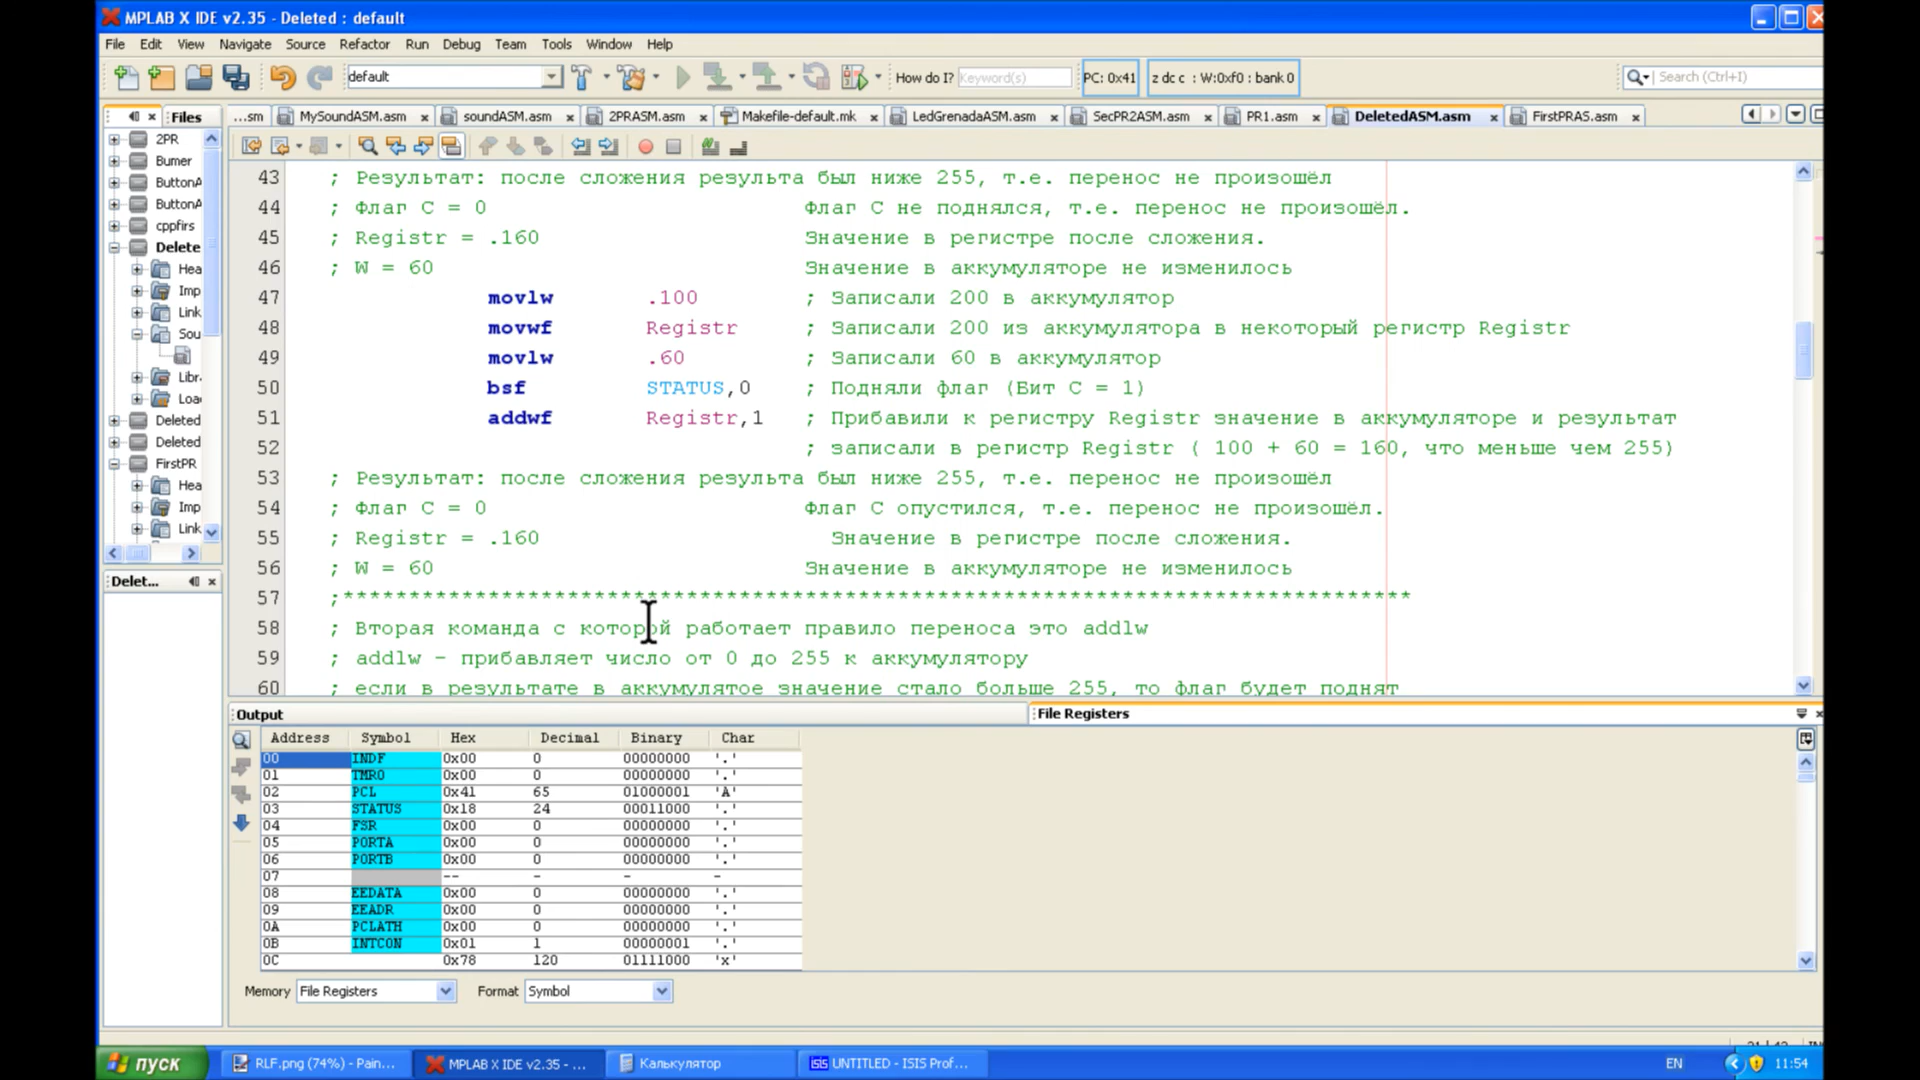 MPLAB X IDE v2.35 - Deleted : default
File Edit View Navigate Source Refactor Run Debug Team Tools Window Help
default How do I? Keyword(s) PC: 0x41 z dc c : W:0xf0 : bank 0 Search (Ctrl+I)
Files ...sm MySoundASM.asm soundASM.asm 2PRASM.asm Makefile-default.mk LedGrenadaASM.asm SecPR2ASM.asm PR1.asm DeletedASM.asm FirstPRAS.asm
2PR
Bumer
ButtonA
ButtonA
cppfirs
Delete
Hea
Imp
Link
Sou
Libr
Loa
Deleted
Deleted
FirstPR
Hea
Imp
Link
Delet...
43 ; Результат: после сложения результа был ниже 255, т.е. перенос не произошёл
44 ; Флаг C = 0 Флаг C не поднялся, т.е. перенос не произошёл.
45 ; Registr = .160 Значение в регистре после сложения.
46 ; W = 60 Значение в аккумуляторе не изменилось
47 movlw .100 ; Записали 200 в аккумулятор
48 movwf Registr ; Записали 200 из аккумулятора в некоторый регистр Registr
49 movlw .60 ; Записали 60 в аккумулятор
50 bsf STATUS,0 ; Подняли флаг (Бит C = 1)
51 addwf Registr,1 ; Прибавили к регистру Registr значение в аккумуляторе и результат
52 ; записали в регистр Registr ( 100 + 60 = 160, что меньше чем 255)
53 ; Результат: после сложения результа был ниже 255, т.е. перенос не произошёл
54 ; Флаг C = 0 Флаг C опустился, т.е. перенос не произошёл.
55 ; Registr = .160 Значение в регистре после сложения.
56 ; W = 60 Значение в аккумуляторе не изменилось
57 ;*********************************************************************************
58 ; Вторая команда с которой работает правило переноса это addlw
59 ; addlw - прибавляет число от 0 до 255 к аккумулятору
60 ; если в результате в аккумулятое значение стало больше 255, то флаг будет поднят
Output File Registers
Address Symbol Hex Decimal Binary Char
00 INDF 0x00 0 00000000 '.'
01 TMR0 0x00 0 00000000 '.'
02 PCL 0x41 65 01000001 'A'
03 STATUS 0x18 24 00011000 '.'
04 FSR 0x00 0 00000000 '.'
05 PORTA 0x00 0 00000000 '.'
06 PORTB 0x00 0 00000000 '.'
07 -- - - -
08 EEDATA 0x00 0 00000000 '.'
09 EEADR 0x00 0 00000000 '.'
0A PCLATH 0x00 0 00000000 '.'
0B INTCON 0x01 1 00000001 '.'
0C 0x78 120 01111000 'x'
Memory File Registers Format Symbol
пуск RLF.png (74%) - Pain... MPLAB X IDE v2.35 - ... Калькулятор UNTITLED - ISIS Prof... EN 11:54